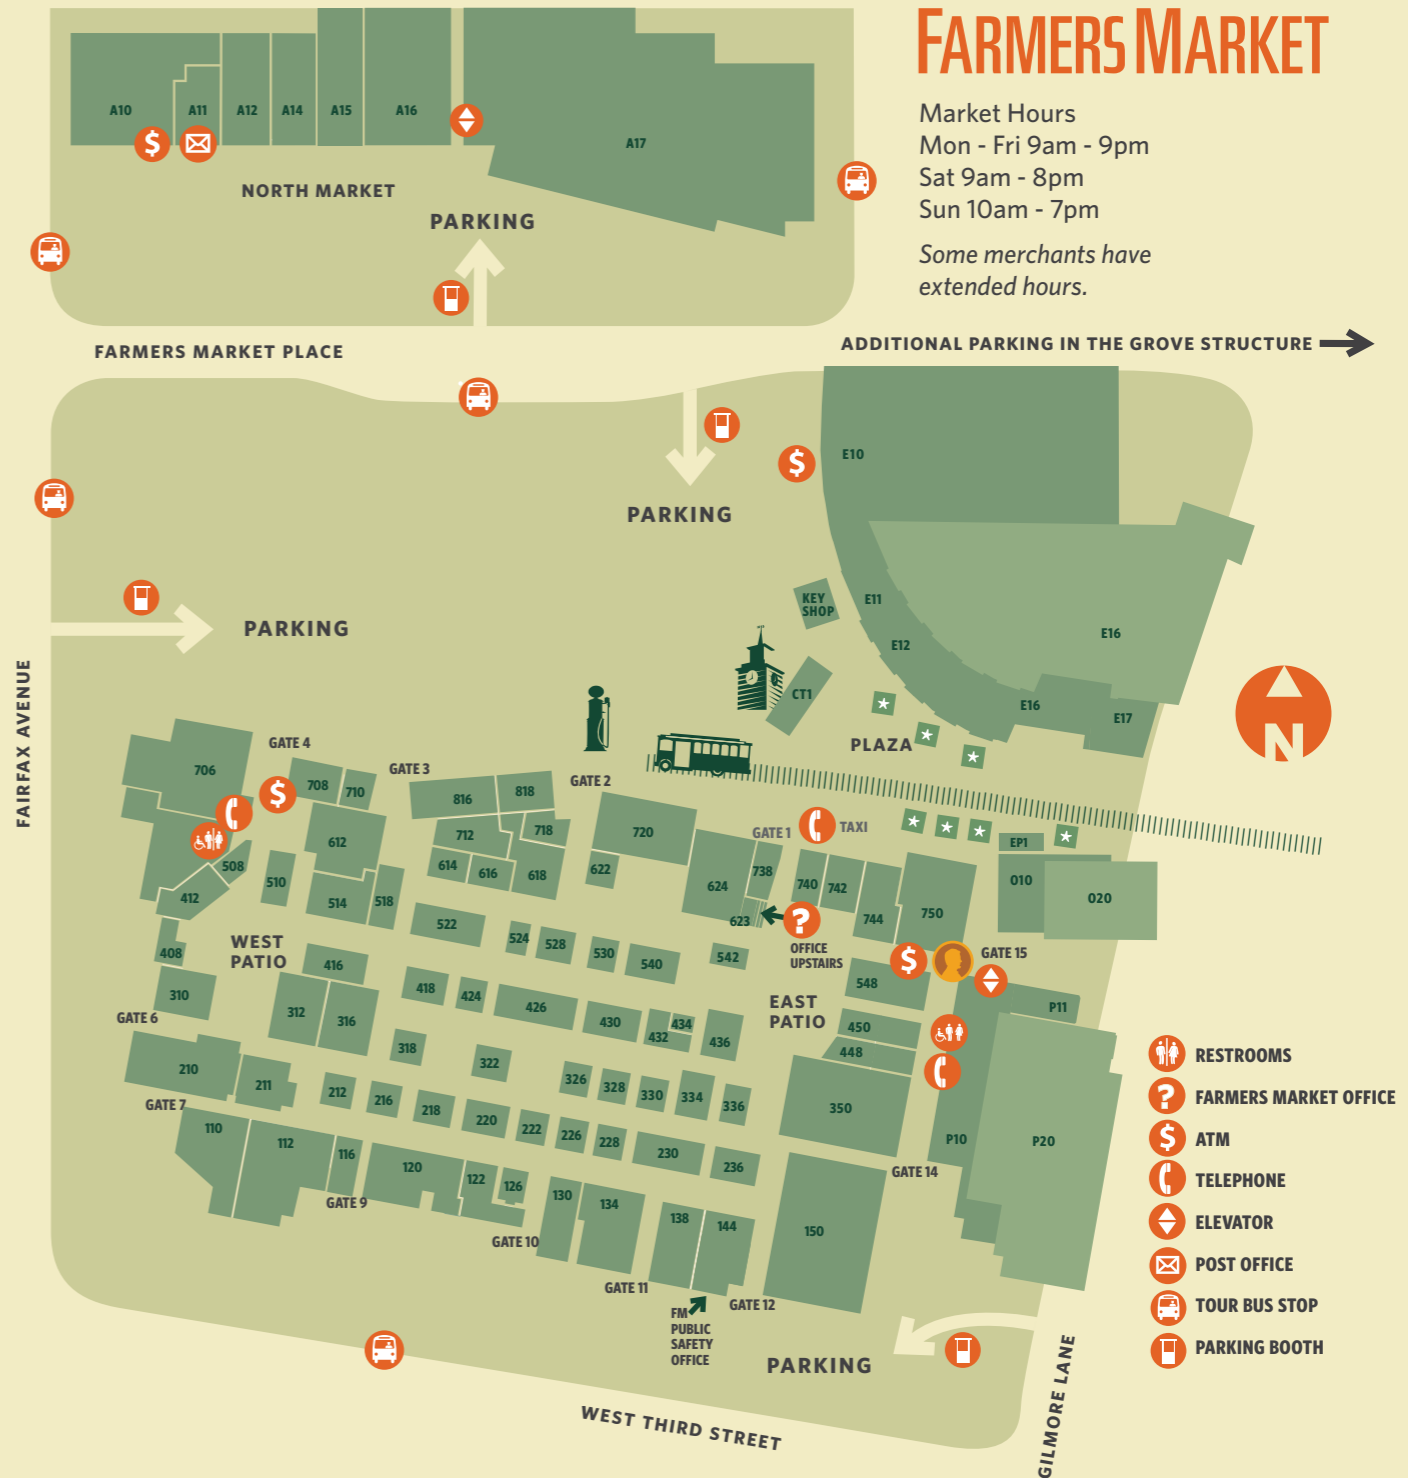 FARMERS MARKET
Market Hours
Mon - Fri 9am - 9pm
Sat 9am - 8pm
Sun 10am - 7pm
Some merchants have
extended hours.
A10
A11
A12
A14
A15
A16
A17
$
NORTH MARKET
PARKING
FARMERS MARKET PLACE
ADDITIONAL PARKING IN THE GROVE STRUCTURE
$
E10
PARKING
PARKING
FAIRFAX AVENUE
KEY
SHOP
E11
E12
E16
E16
E17
CT1
PLAZA
N
GATE 4
GATE 3
GATE 2
GATE 1
TAXI
706
$
708
710
816
818
712
718
720
612
614
616
618
622
624
738
740
742
744
750
EP1
010
020
508
510
412
514
518
522
524
528
530
540
542
623
?
OFFICE
UPSTAIRS
$
GATE 15
WEST
PATIO
408
416
418
424
426
430
432
434
436
EAST
PATIO
548
450
448
P11
310
312
316
318
322
326
328
330
334
336
350
GATE 6
210
211
212
216
218
220
222
226
228
230
236
P10
P20
GATE 7
110
112
116
120
122
126
130
134
138
144
150
GATE 14
GATE 9
GATE 10
GATE 11
GATE 12
FM
PUBLIC
SAFETY
OFFICE
PARKING
WEST THIRD STREET
GILMORE LANE
RESTROOMS
? FARMERS MARKET OFFICE
$ ATM
TELEPHONE
ELEVATOR
POST OFFICE
TOUR BUS STOP
PARKING BOOTH